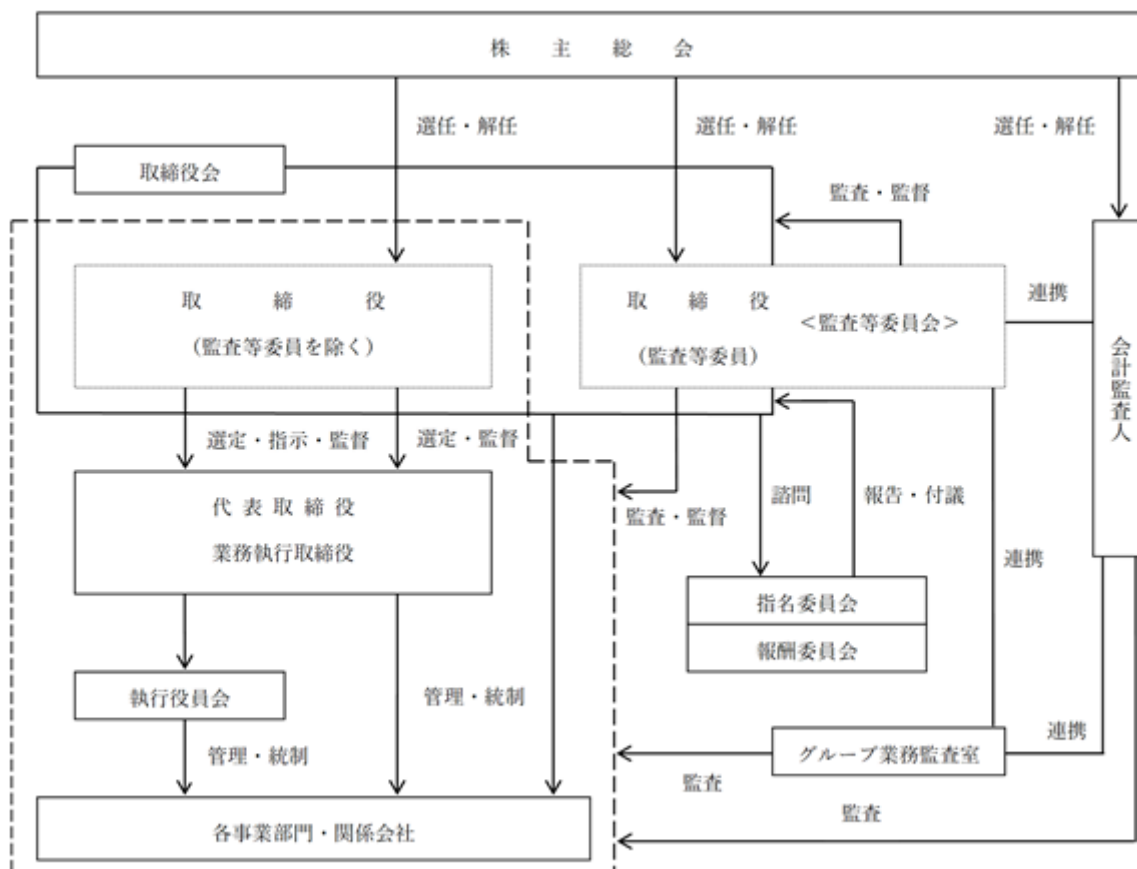 株主総会
選任・解任
選任・解任
選任・解任
取締役会
監査・監督
取締役
(監査等委員を除く)
取締役
(監査等委員)
＜監査等委員会＞
連携
会計監査人
選定・指示・監督
選定・監督
代表取締役
業務執行取締役
監査・監督
諮問
報告・付議
連携
指名委員会
報酬委員会
執行役員会
管理・統制
管理・統制
グループ業務監査室
連携
監査
監査
各事業部門・関係会社